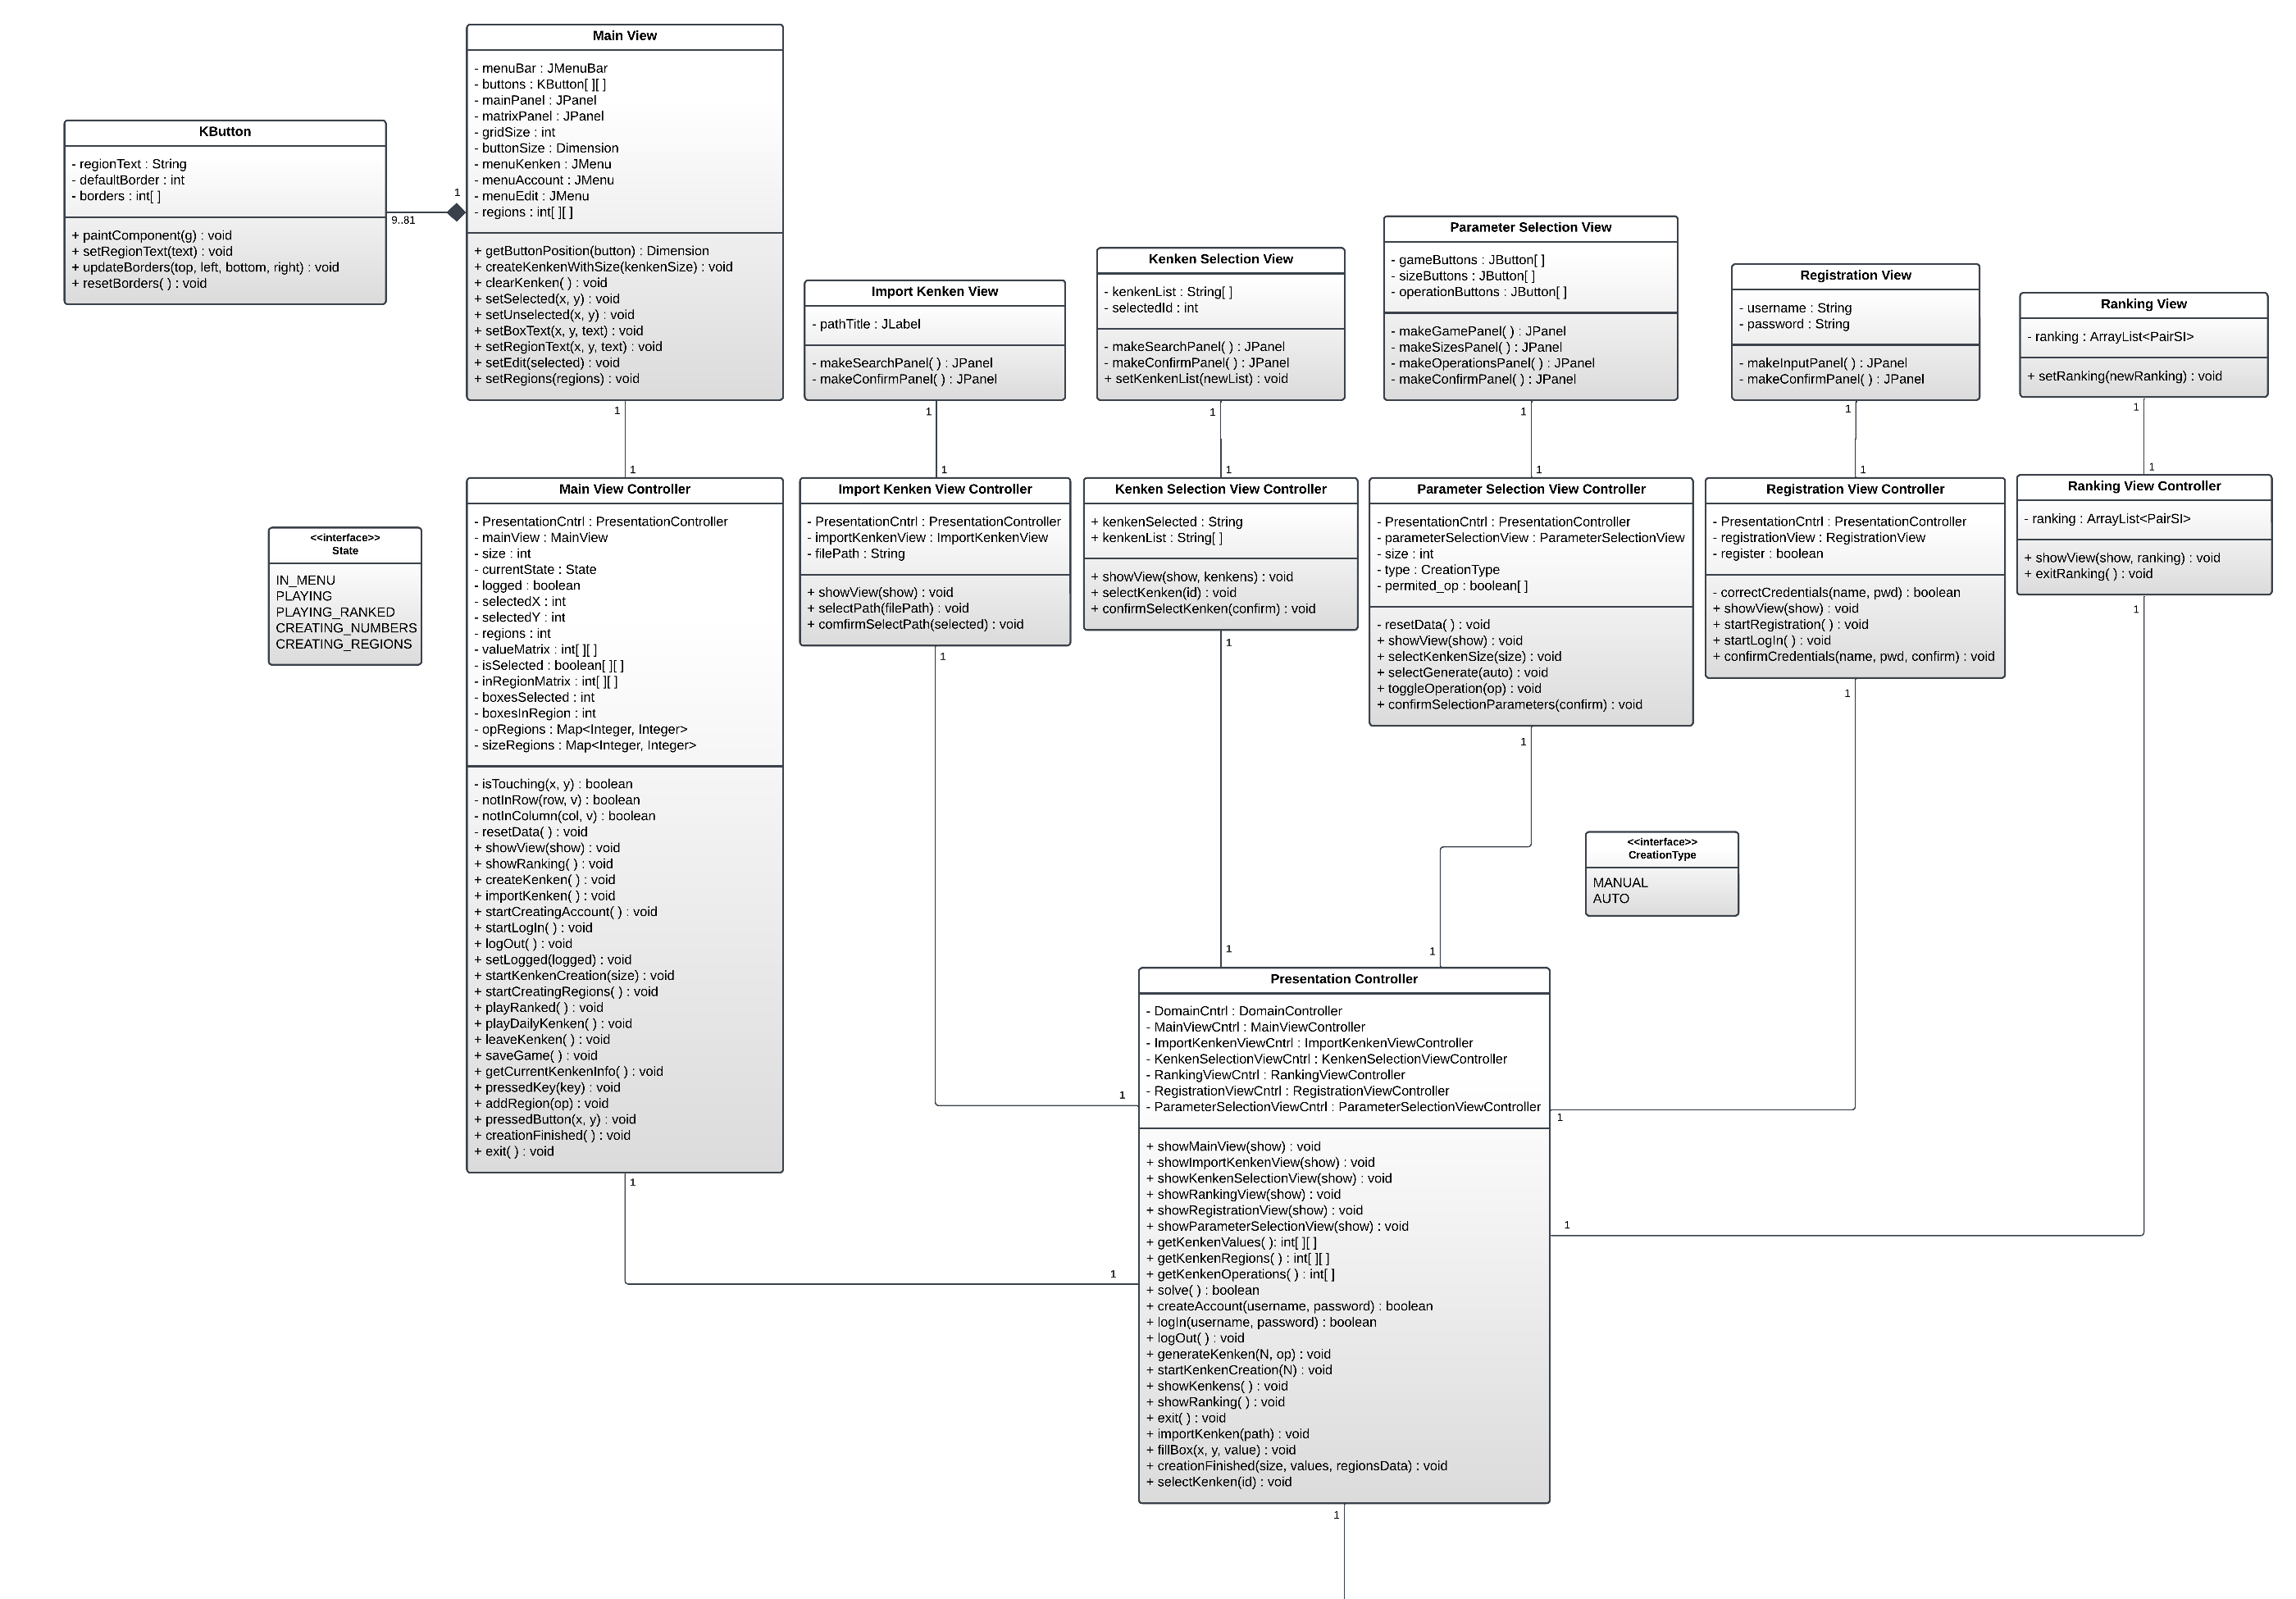 Main View
- menuBar : JMenuBar
- buttons : KButton[ ][ ]
- mainPanel : JPanel
- matrixPanel : JPanel
- gridSize : int
- buttonSize : Dimension
- menuKenken : JMenu
- menuAccount : JMenu
- menuEdit : JMenu
- regions : int[ ][ ]
+ getButtonPosition(button) : Dimension
+ createKenkenWithSize(kenkenSize) : void
+ clearKenken( ) : void
+ setSelected(x, y) : void
+ setUnselected(x, y) : void
+ setBoxText(x, y, text) : void
+ setRegionText(x, y, text) : void
+ setEdit(selected) : void
+ setRegions(regions) : void
KButton
- regionText : String
- defaultBorder : int
- borders : int[ ]
+ paintComponent(g) : void
+ setRegionText(text) : void
+ updateBorders(top, left, bottom, right) : void
+ resetBorders( ) : void
1
9..81
Import Kenken View
- pathTitle : JLabel
- makeSearchPanel( ) : JPanel
- makeConfirmPanel( ) : JPanel
Kenken Selection View
- kenkenList : String[ ]
- selectedId : int
- makeSearchPanel( ) : JPanel
- makeConfirmPanel( ) : JPanel
+ setKenkenList(newList) : void
Parameter Selection View
- gameButtons : JButton[ ]
- sizeButtons : JButton[ ]
- operationButtons : JButton[ ]
- makeGamePanel( ) : JPanel
- makeSizesPanel( ) : JPanel
- makeOperationsPanel( ) : JPanel
- makeConfirmPanel( ) : JPanel
Registration View
- username : String
- password : String
- makeInputPanel( ) : JPanel
- makeConfirmPanel( ) : JPanel
Ranking View
- ranking : ArrayList<PairSI>
+ setRanking(newRanking) : void
1
1
1
1
1
1
1
1
1
1
1
1
<<interface>>
State
IN_MENU
PLAYING
PLAYING_RANKED
CREATING_NUMBERS
CREATING_REGIONS
Main View Controller
- PresentationCntrl : PresentationController
- mainView : MainView
- size : int
- currentState : State
- logged : boolean
- selectedX : int
- selectedY : int
- regions : int
- valueMatrix : int[ ][ ]
- isSelected : boolean[ ][ ]
- inRegionMatrix : int[ ][ ]
- boxesSelected : int
- boxesInRegion : int
- opRegions : Map<Integer, Integer>
- sizeRegions : Map<Integer, Integer>
- isTouching(x, y) : boolean
- notInRow(row, v) : boolean
- notInColumn(col, v) : boolean
- resetData( ) : void
+ showView(show) : void
+ showRanking( ) : void
+ createKenken( ) : void
+ importKenken( ) : void
+ startCreatingAccount( ) : void
+ startLogIn( ) : void
+ logOut( ) : void
+ setLogged(logged) : void
+ startKenkenCreation(size) : void
+ startCreatingRegions( ) : void
+ playRanked( ) : void
+ playDailyKenken( ) : void
+ leaveKenken( ) : void
+ saveGame( ) : void
+ getCurrentKenkenInfo( ) : void
+ pressedKey(key) : void
+ addRegion(op) : void
+ pressedButton(x, y) : void
+ creationFinished( ) : void
+ exit( ) : void
Import Kenken View Controller
- PresentationCntrl : PresentationController
- importKenkenView : ImportKenkenView
- filePath : String
+ showView(show) : void
+ selectPath(filePath) : void
+ comfirmSelectPath(selected) : void
Kenken Selection View Controller
+ kenkenSelected : String
+ kenkenList : String[ ]
+ showView(show, kenkens) : void
+ selectKenken(id) : void
+ confirmSelectKenken(confirm) : void
Parameter Selection View Controller
- PresentationCntrl : PresentationController
- parameterSelectionView : ParameterSelectionView
- size : int
- type : CreationType
- permited_op : boolean[ ]
- resetData( ) : void
+ showView(show) : void
+ selectKenkenSize(size) : void
+ selectGenerate(auto) : void
+ toggleOperation(op) : void
+ confirmSelectionParameters(confirm) : void
Registration View Controller
- PresentationCntrl : PresentationController
- registrationView : RegistrationView
- register : boolean
- correctCredentials(name, pwd) : boolean
+ showView(show) : void
+ startRegistration( ) : void
+ startLogIn( ) : void
+ confirmCredentials(name, pwd, confirm) : void
Ranking View Controller
- ranking : ArrayList<PairSI>
+ showView(show, ranking) : void
+ exitRanking( ) : void
1
1
1
1
1
1
<<interface>>
CreationType
MANUAL
AUTO
1
1
1
1
1
1
Presentation Controller
- DomainCntrl : DomainController
- MainViewCntrl : MainViewController
- ImportKenkenViewCntrl : ImportKenkenViewController
- KenkenSelectionViewCntrl : KenkenSelectionViewController
- RankingViewCntrl : RankingViewController
- RegistrationViewCntrl : RegistrationViewController
- ParameterSelectionViewCntrl : ParameterSelectionViewController
+ showMainView(show) : void
+ showImportKenkenView(show) : void
+ showKenkenSelectionView(show) : void
+ showRankingView(show) : void
+ showRegistrationView(show) : void
+ showParameterSelectionView(show) : void
+ getKenkenValues( ): int[ ][ ]
+ getKenkenRegions( ) : int[ ][ ]
+ getKenkenOperations( ) : int[ ]
+ solve( ) : boolean
+ createAccount(username, password) : boolean
+ logIn(username, password) : boolean
+ logOut( ) : void
+ generateKenken(N, op) : void
+ startKenkenCreation(N) : void
+ showKenkens( ) : void
+ showRanking( ) : void
+ exit( ) : void
+ importKenken(path) : void
+ fillBox(x, y, value) : void
+ creationFinished(size, values, regionsData) : void
+ selectKenken(id) : void
1